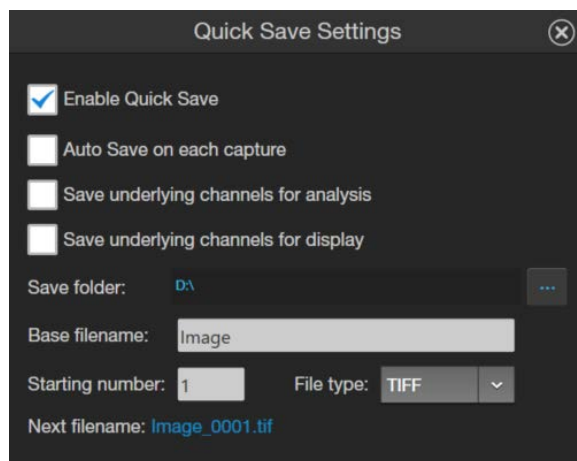 Quick Save Settings
Enable Quick Save
Auto Save on each capture
Save underlying channels for analysis
Save underlying channels for display
Save folder: D:\ ...
Base filename: Image
Starting number: 1 File type: TIFF
Next filename: Image_0001.tif